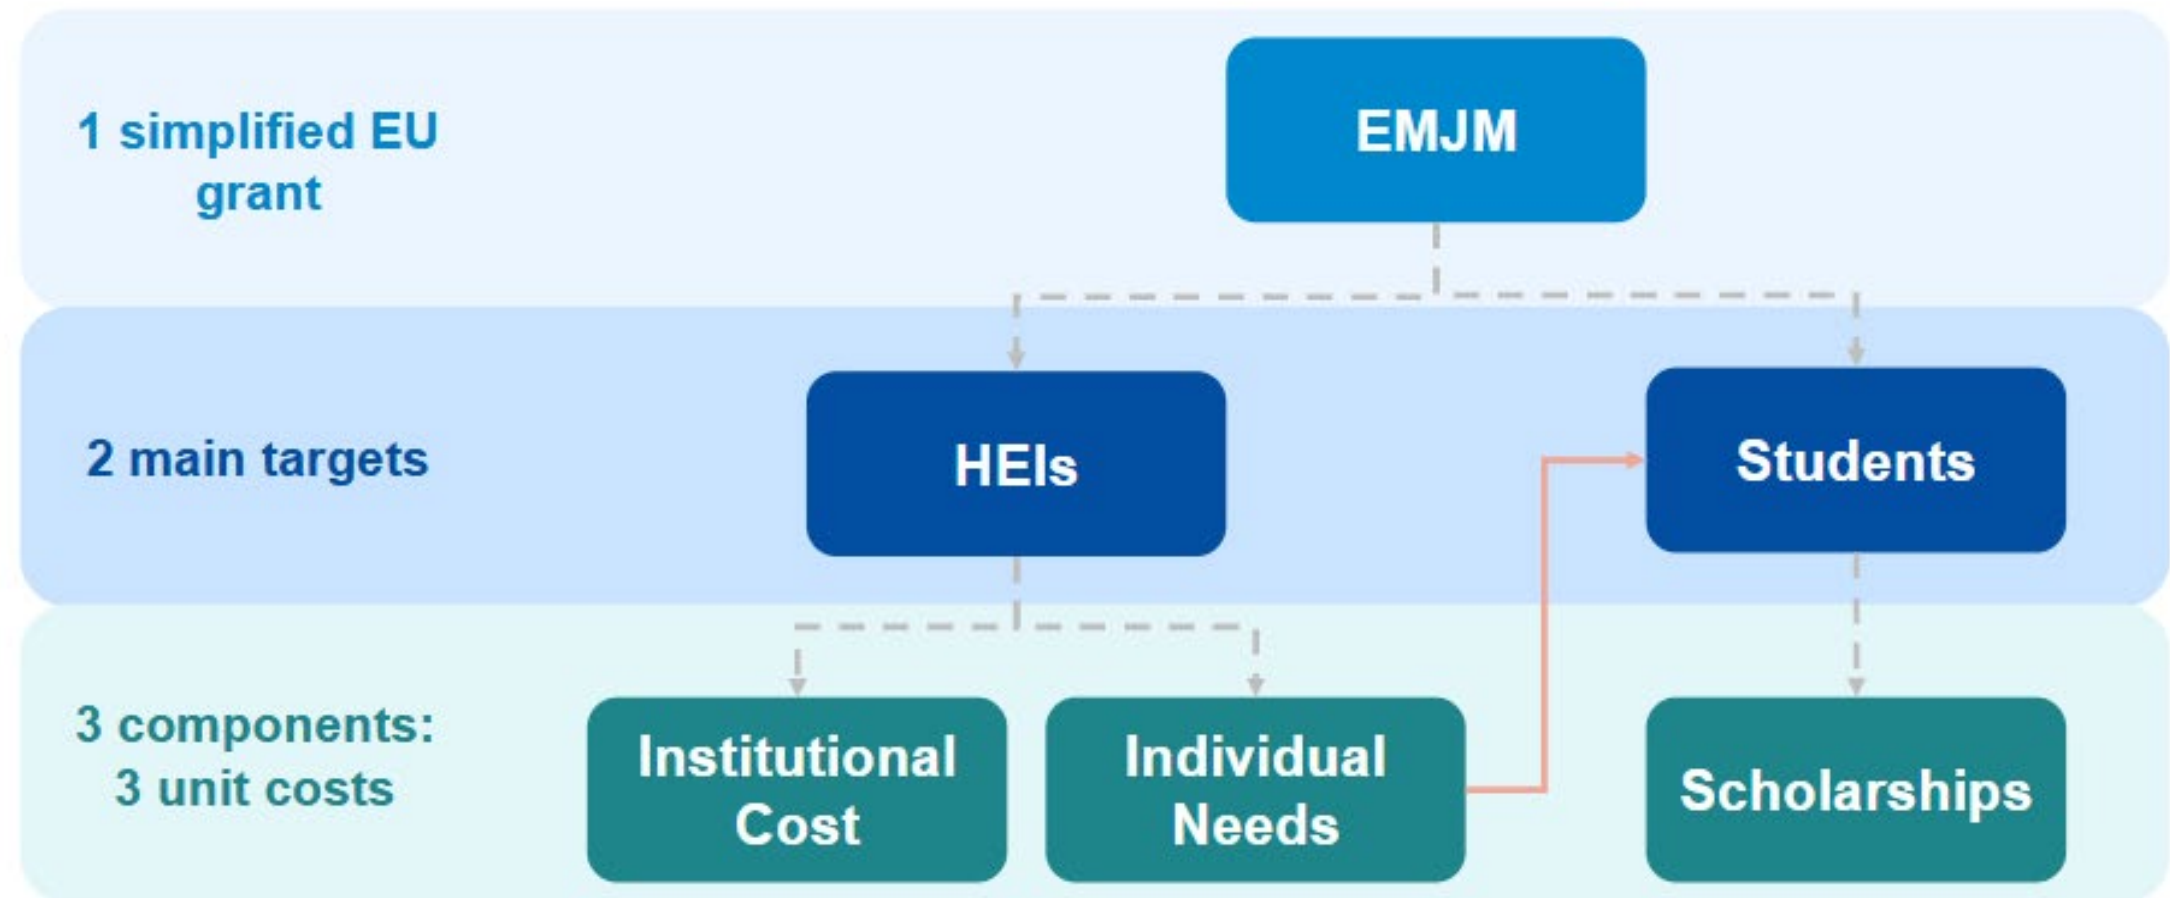 1 simplified EU
grant
EMJM
2 main targets
HEIs
Students
3 components:
3 unit costs
Institutional
Cost
Individual
Needs
Scholarships